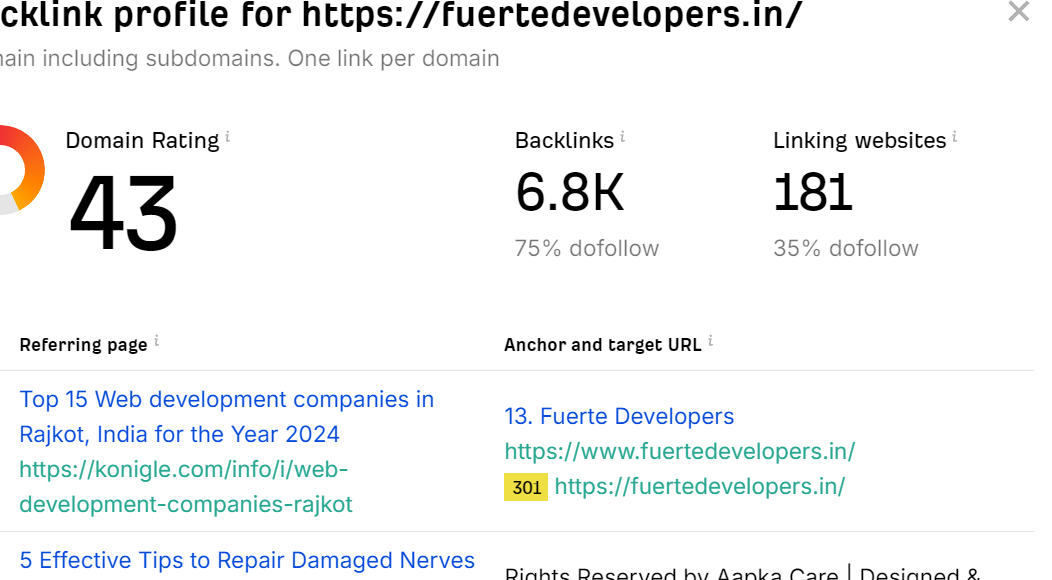 cklink profile for https://fuertedevelopers.in/
main including subdomains. One link per domain
Domain Rating i
Backlinks i
Linking websites i
43
6.8K
181
75% dofollow
35% dofollow
Referring page i
Anchor and target URL i
Top 15 Web development companies in
Rajkot, India for the Year 2024
https://konigle.com/info/i/web-
development-companies-rajkot
13. Fuerte Developers
https://www.fuertedevelopers.in/
301 https://fuertedevelopers.in/
5 Effective Tips to Repair Damaged Nerves
Rights Reserved by Aapka Care | Designed &